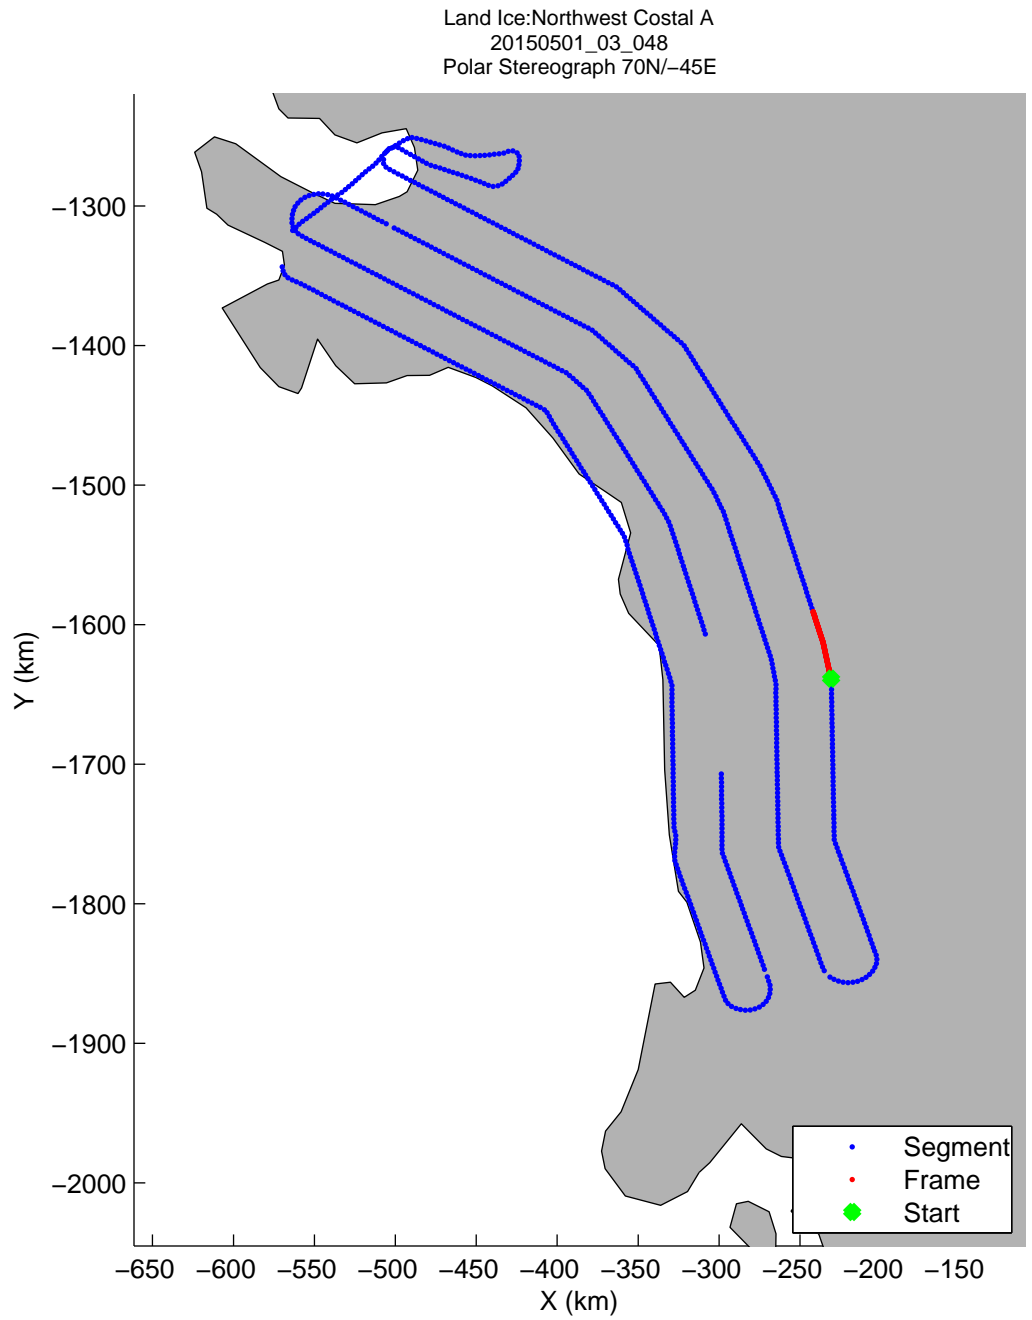 Land Ice:Northwest Costal A
20150501_03_048
Polar Stereograph 70N/−45E
−1300
−1400
−1500
−1600
−1700
−1800
−1900
−2000
Y (km)
Segment
Frame
Start
−650 −600 −550 −500 −450 −400 −350 −300 −250 −200 −150
X (km)